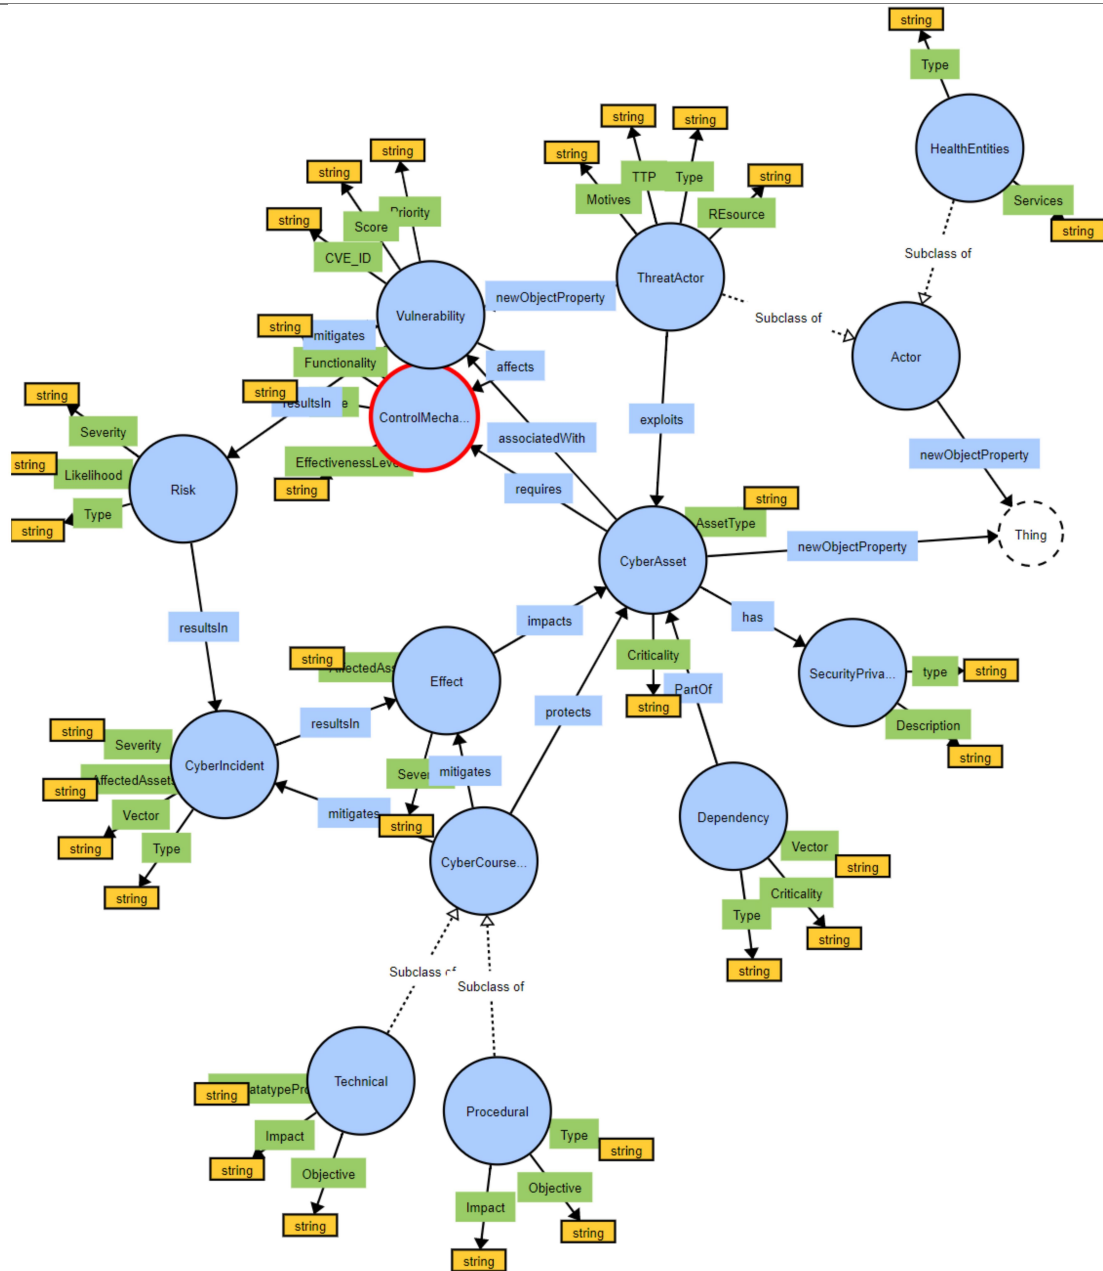 string
Type
HealthEntities
Services
string
Subclass of
string
string
string
string
Motives
TTP
Type
REsource
ThreatActor
Subclass of
Actor
newObjectProperty
Thing
string
string
string
Priority
Score
CVE_ID
Vulnerability
newObjectProperty
string
mitigates
affects
Functionality
string
resultsIn
ControlMecha...
exploits
associatedWith
EffectivenessLeve
string
requires
string
Severity
string
Likelihood
Risk
Type
string
string
AssetType
CyberAsset
newObjectProperty
resultsIn
impacts
has
Criticality
string
PartOf
SecurityPriva...
type
string
Description
string
string
Effect
resultsIn
protects
string
Severity
string
AffectedAsset
CyberIncident
Vector
string
Type
string
mitigates
mitigates
string
CyberCourse...
Dependency
Vector
string
Criticality
string
Type
string
Subclass of
Subclass of
Technical
string
Impact
string
Objective
string
Procedural
Type
string
Objective
string
Impact
string